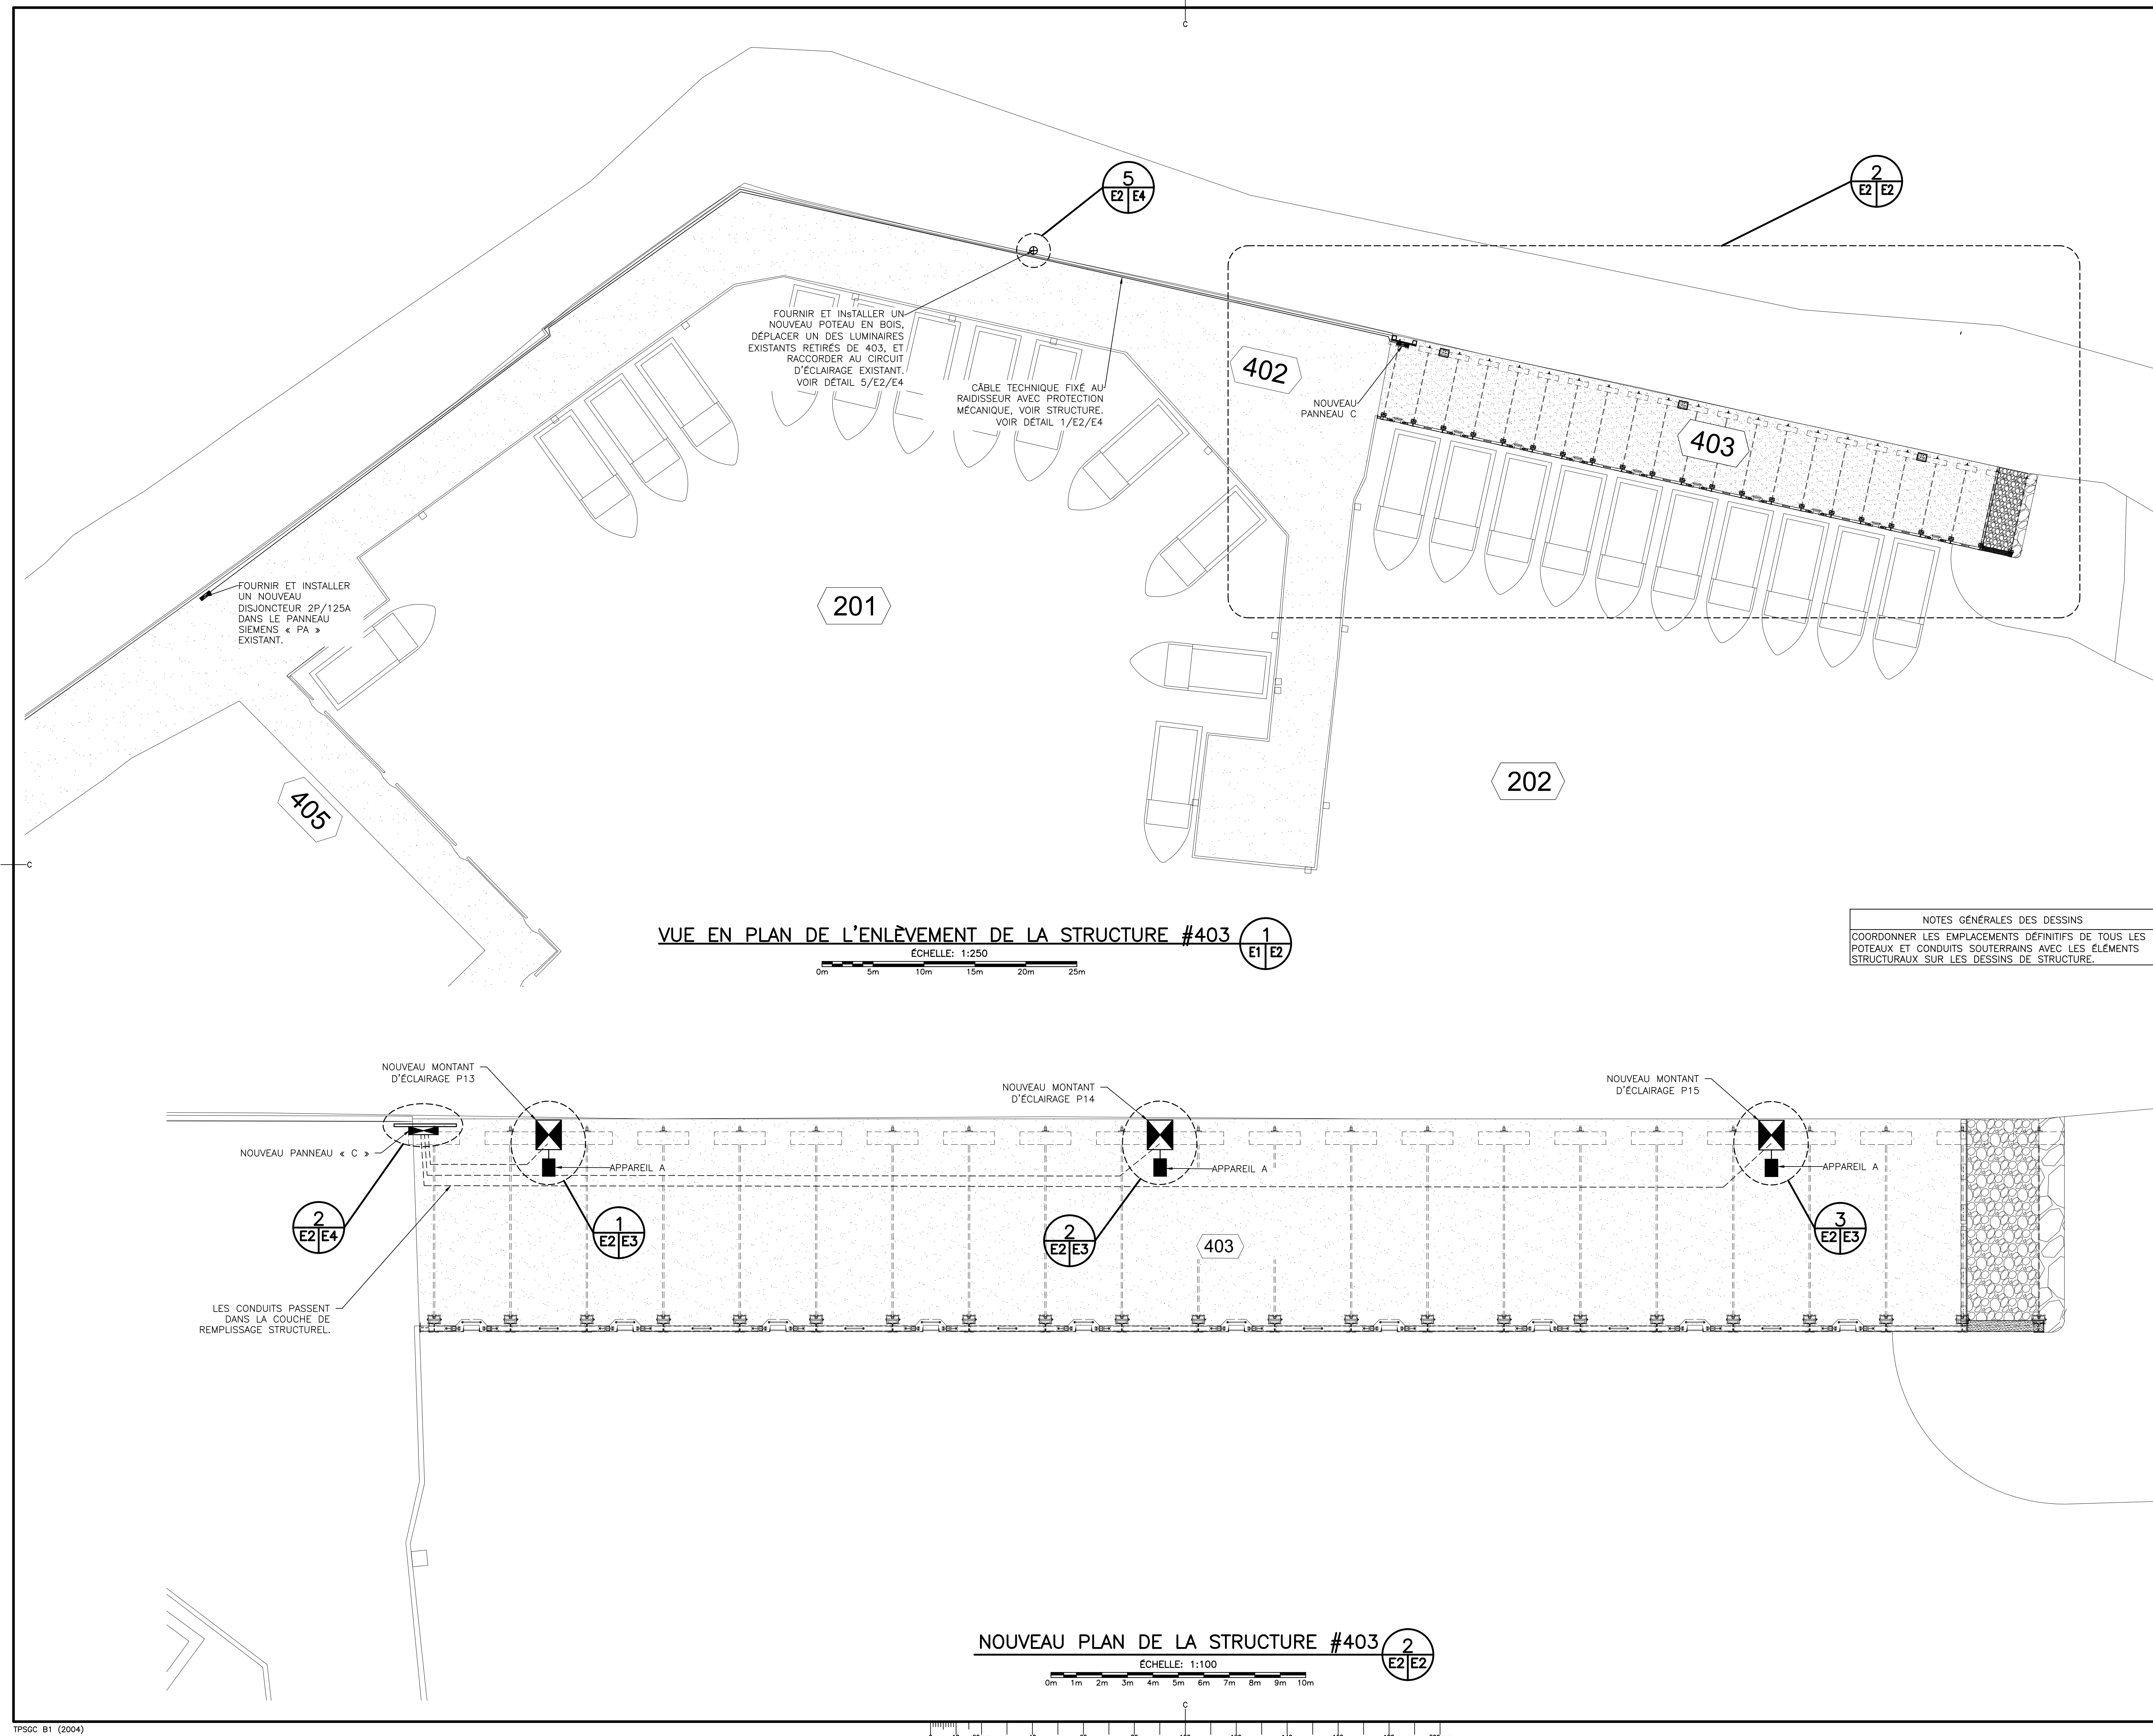 C
5
E2 E4
2
E2 E2
FOURNIR ET INsTALLER UN
NOUVEAU POTEAU EN BOIS,
DÉPLACER UN DES LUMINAIRES
EXISTANTS RETIRÉS DE 403, ET
RACCORDER AU CIRCUIT
D'ÉCLAIRAGE EXISTANT.
VOIR DÉTAIL 5/E2/E4
CÂBLE TECHNIQUE FIXÉ AU
RAIDISSEUR AVEC PROTECTION
MÉCANIQUE, VOIR STRUCTURE.
VOIR DÉTAIL 1/E2/E4
402
NOUVEAU
PANNEAU C
403
FOURNIR ET INSTALLER
UN NOUVEAU
DISJONCTEUR 2P/125A
DANS LE PANNEAU
SIEMENS « PA »
EXISTANT.
201
202
405
C
VUE EN PLAN DE L'ENLÈVEMENT DE LA STRUCTURE #403
1
E1 E2
ÉCHELLE: 1:250
0m 5m 10m 15m 20m 25m
NOTES GÉNÉRALES DES DESSINS
COORDONNER LES EMPLACEMENTS DÉFINITIFS DE TOUS LES
POTEAUX ET CONDUITS SOUTERRAINS AVEC LES ÉLÉMENTS
STRUCTURAUX SUR LES DESSINS DE STRUCTURE.
NOUVEAU MONTANT
D'ÉCLAIRAGE P13
NOUVEAU MONTANT
D'ÉCLAIRAGE P14
NOUVEAU MONTANT
D'ÉCLAIRAGE P15
NOUVEAU PANNEAU « C »
APPAREIL A
APPAREIL A
APPAREIL A
2
E2 E4
1
E2 E3
2
E2 E3
403
3
E2 E3
LES CONDUITS PASSENT
DANS LA COUCHE DE
REMPLISSAGE STRUCTUREL.
NOUVEAU PLAN DE LA STRUCTURE #403
2
E2 E2
ÉCHELLE: 1:100
0m 1m 2m 3m 4m 5m 6m 7m 8m 9m 10m
C
TPSGC B1 (2004)